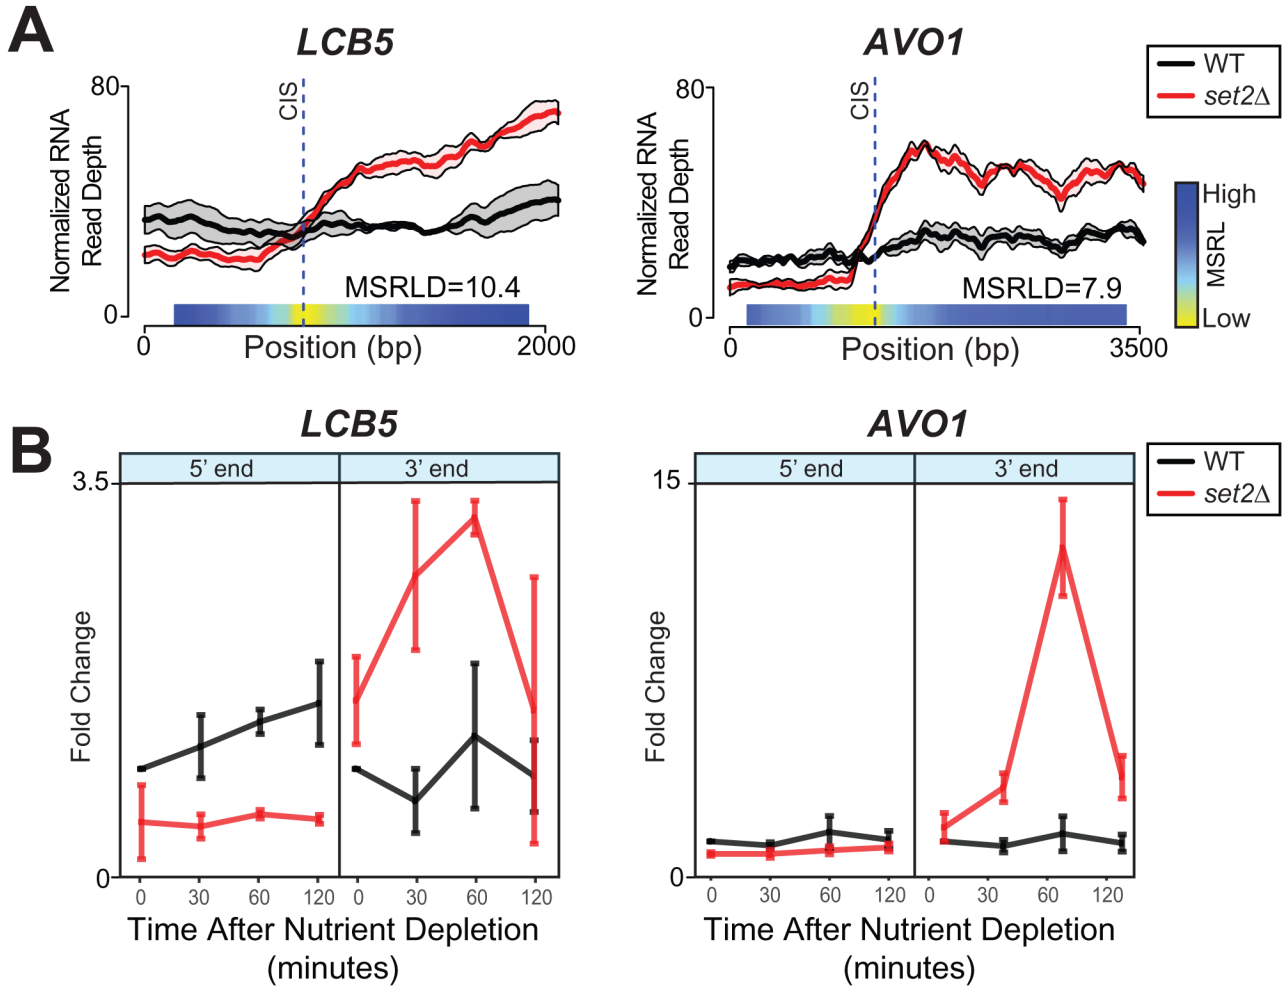 A
LCB5
AVO1
WT
set2Δ
80
0
Normalized RNA
Read Depth
CIS
MSRLD=10.4
0
Position (bp)
2000
80
0
Normalized RNA
Read Depth
CIS
MSRLD=7.9
0
Position (bp)
3500
High
MSRL
Low
B
LCB5
AVO1
WT
set2Δ
5’ end
3’ end
3.5
0
Fold Change
0 30 60 120 0 30 60 120
Time After Nutrient Depletion
(minutes)
5’ end
3’ end
15
0
Fold Change
0 30 60 120 0 30 60 120
Time After Nutrient Depletion
(minutes)